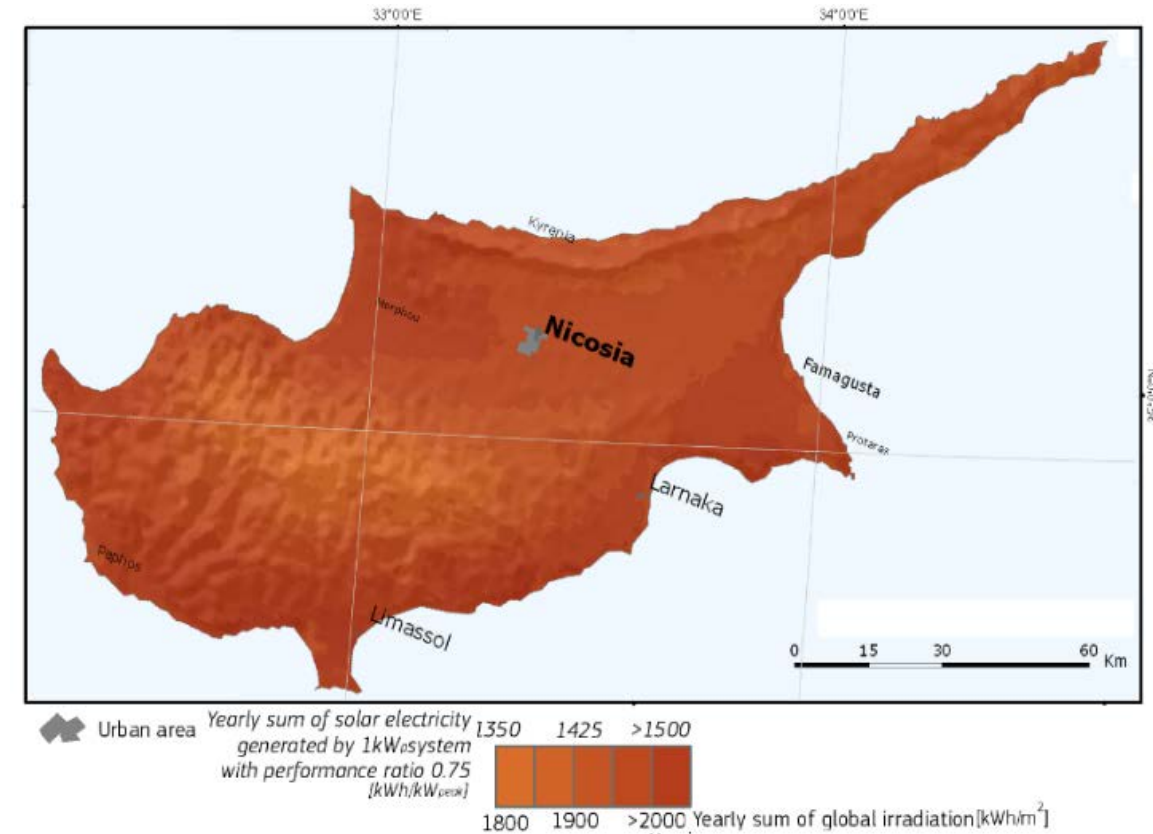 33°00'E
34°00'E
Kyrenia
Morphou
Nicosia
Famagusta
Protaras
Larnaka
Paphos
Limassol
0 15 30 60 Km
Urban area
Yearly sum of solar electricity
generated by 1kWp system
with performance ratio 0.75
[kWh/kWpeak]
1350 1425 >1500
1800 1900 >2000 Yearly sum of global irradiation [kWh/m²]